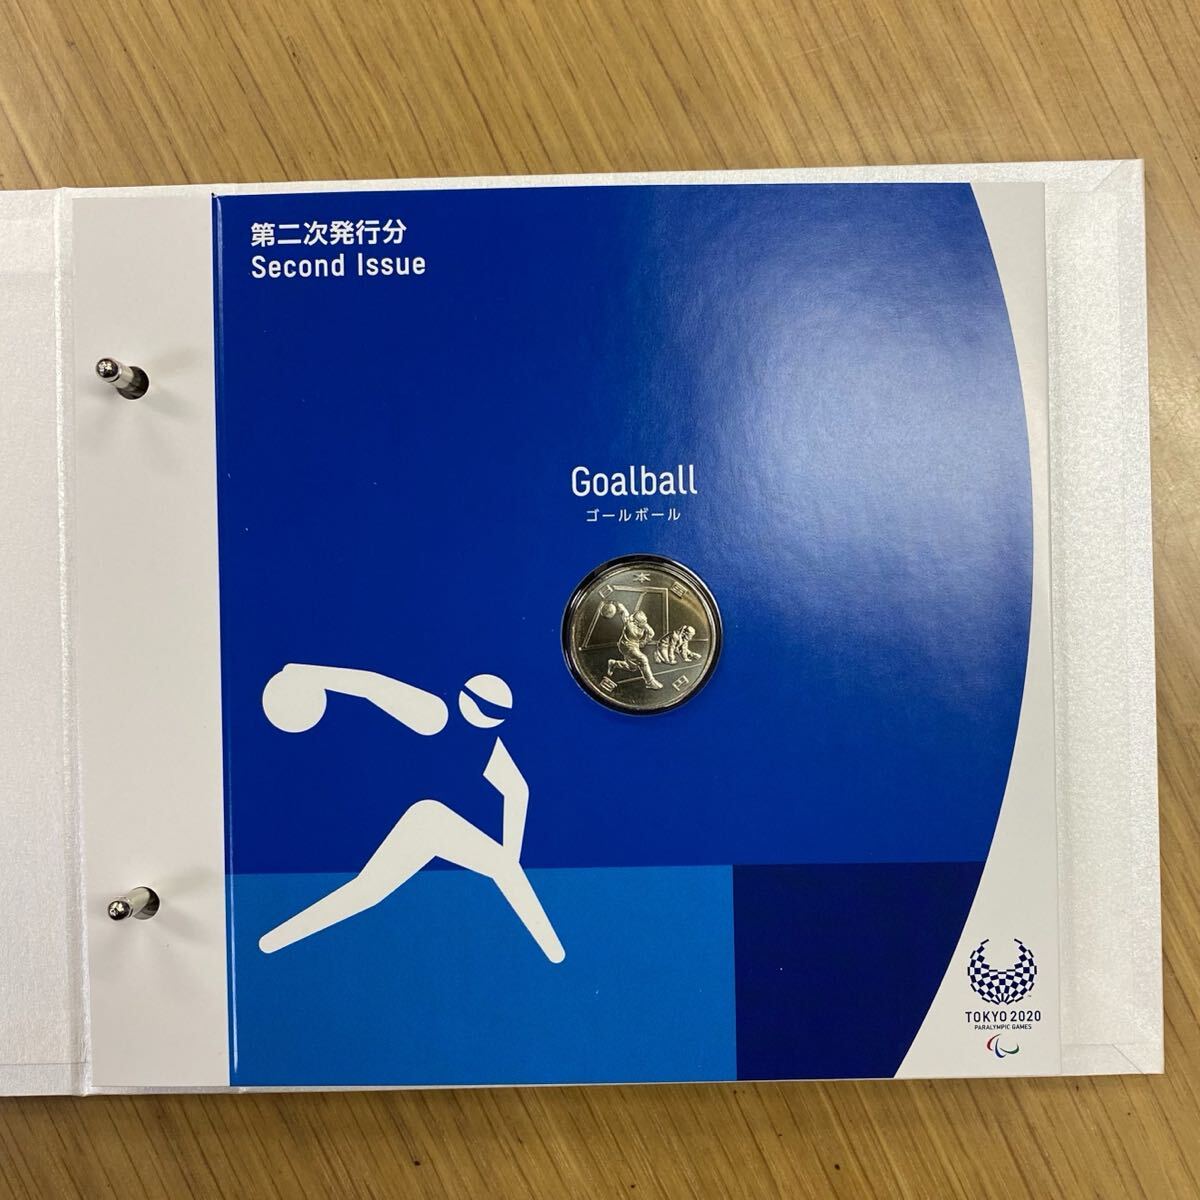 第二次発行分
Second Issue
Goalball
ゴールボール
日本国
百円
TOKYO 2020
PARALYMPIC GAMES